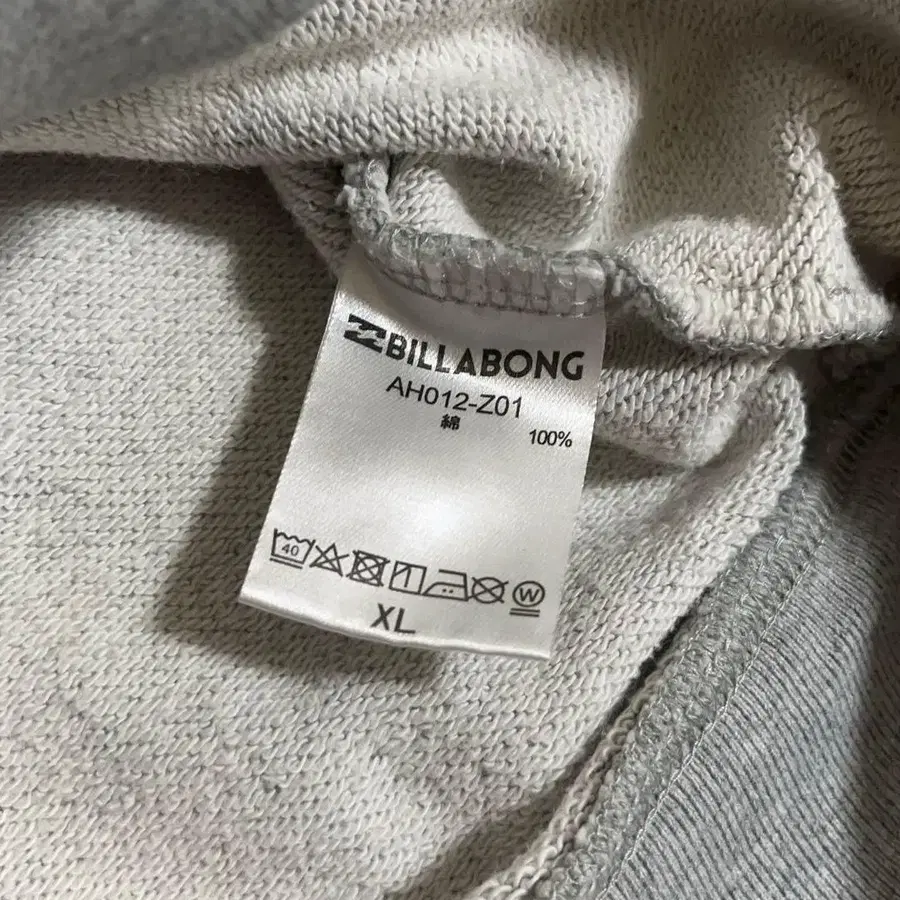 BILLABONG
AH012-Z01
綿 100%
40
W
XL